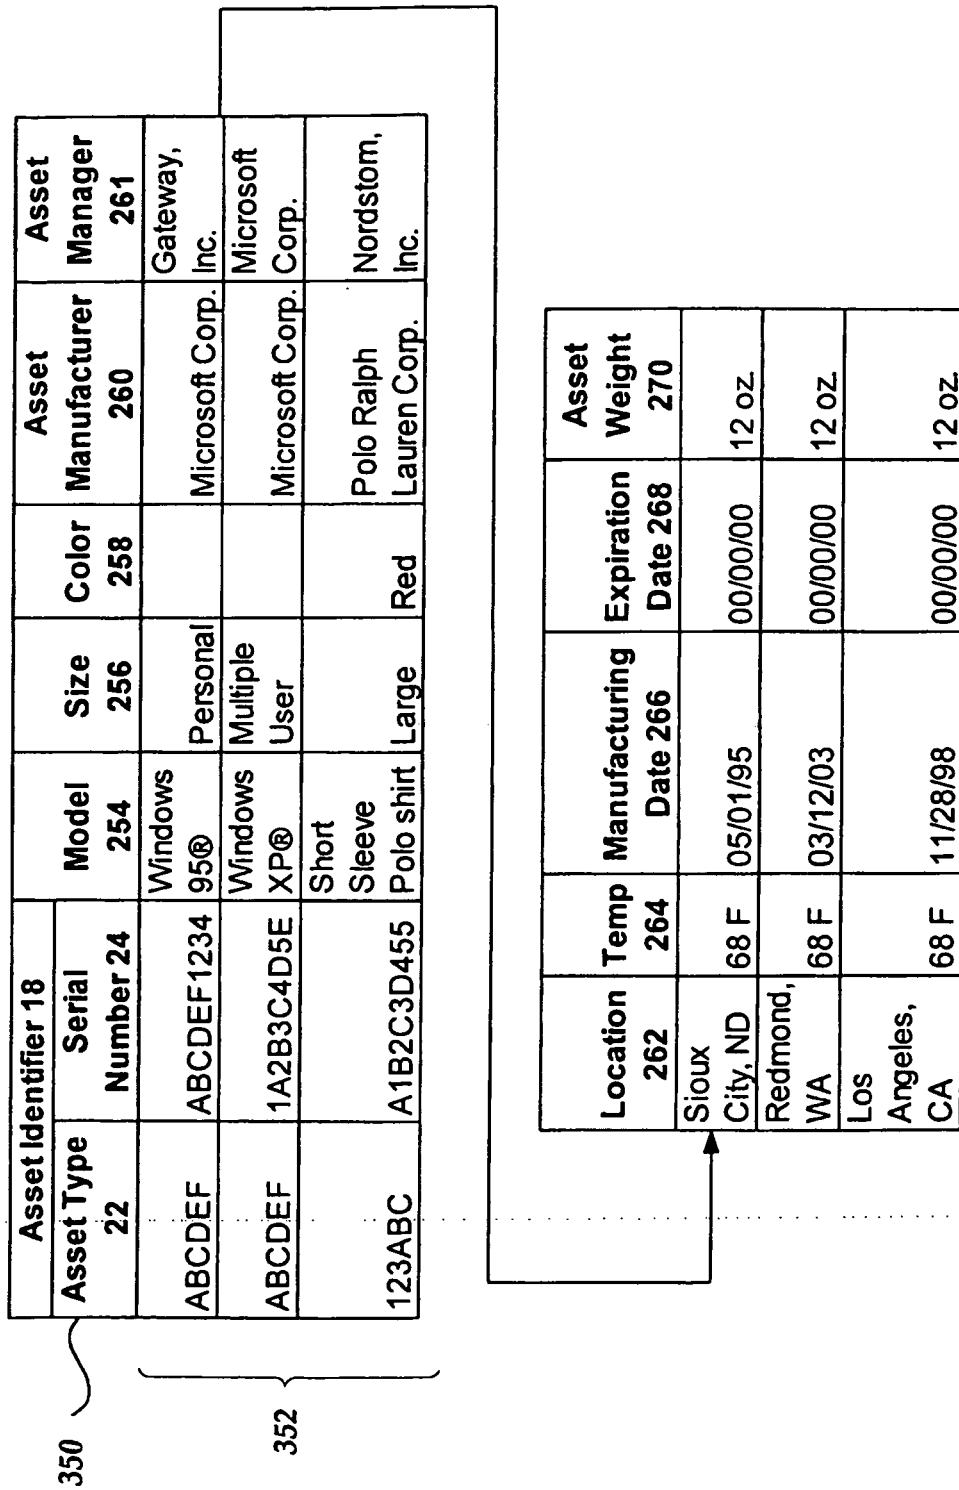 350
352
Asset Identifier 18
Asset Type 22
Serial Number 24
Model 254
Size 256
Color 258
Asset Manufacturer 260
Asset Manager 261
ABCDEF
ABCDEF1234
Windows 95®
Personal
Microsoft Corp.
Gateway, Inc.
ABCDEF
1A2B3C4D5E
Windows XP®
Multiple User
Microsoft Corp.
Microsoft Corp.
123ABC
A1B2C3D455
Short Sleeve Polo shirt
Large
Red
Polo Ralph Lauren Corp.
Nordstom, Inc.
Location 262
Temp 264
Manufacturing Date 266
Expiration Date 268
Asset Weight 270
Sioux City, ND
68 F
05/01/95
00/00/00
12 oz.
Redmond, WA
68 F
03/12/03
00/00/00
12 oz.
Los Angeles, CA
68 F
11/28/98
00/00/00
12 oz.